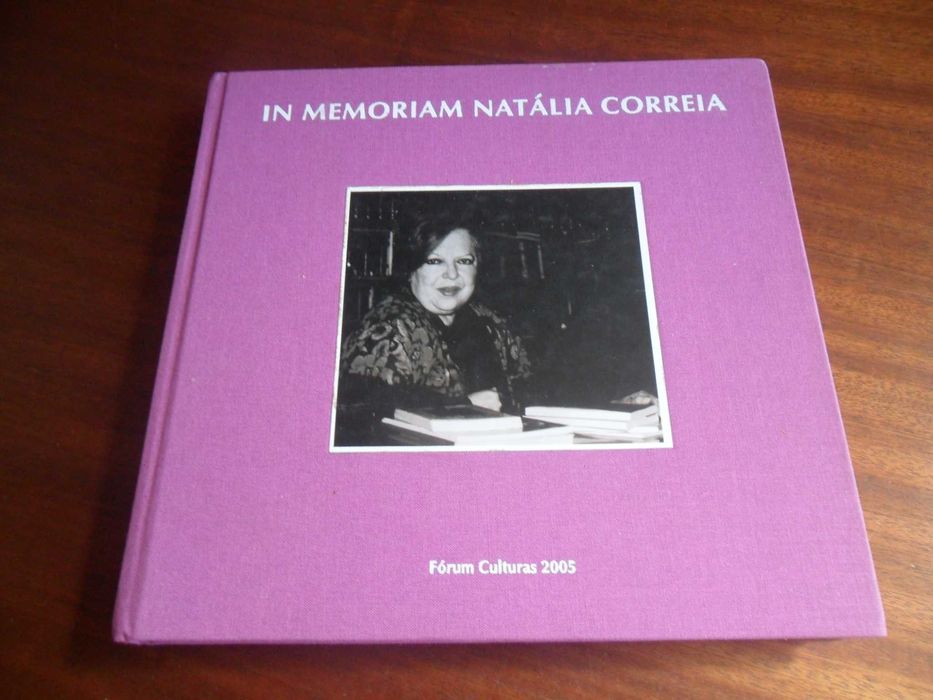 IN MEMORIAM NATÁLIA CORREIA
Fórum Culturas 2005